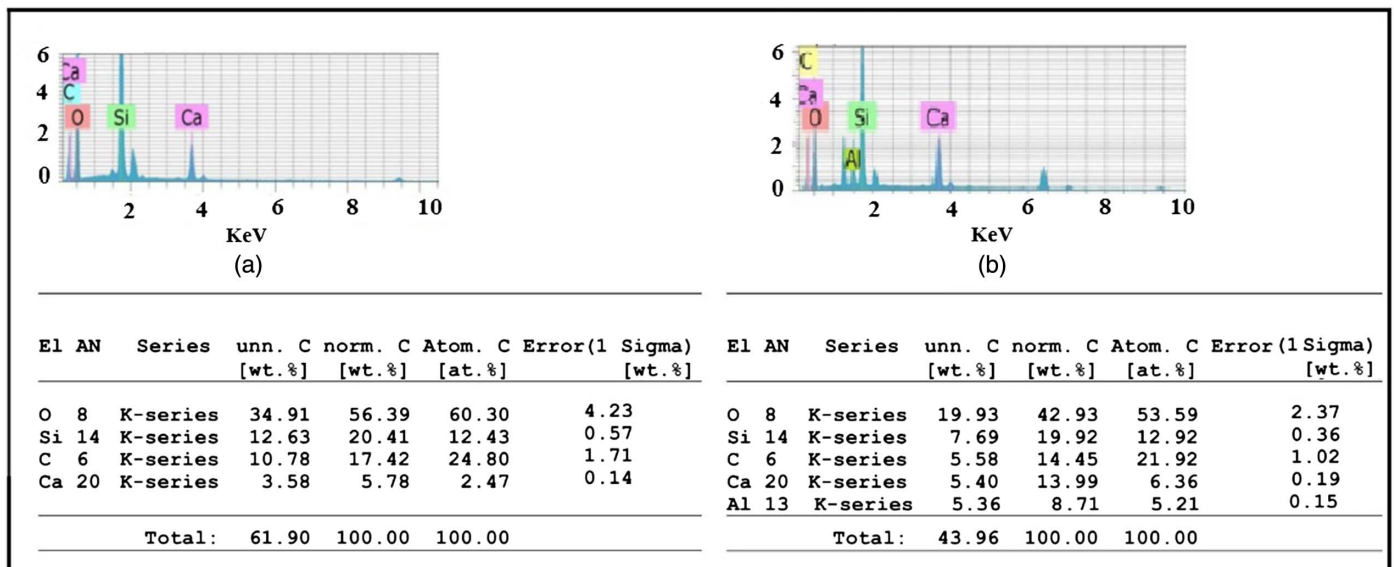 6
4
2
0
Ca
C
O
Si
Ca
2 4 6 8 10
KeV
(a)
6
4
2
0
C
Ca
O
Si
Al
Ca
2 4 6 8 10
KeV
(b)
El AN Series unn. C norm. C Atom. C Error(1 Sigma)
[wt.%] [wt.%] [at.%] [wt.%]
O 8 K-series 34.91 56.39 60.30 4.23
Si 14 K-series 12.63 20.41 12.43 0.57
C 6 K-series 10.78 17.42 24.80 1.71
Ca 20 K-series 3.58 5.78 2.47 0.14
Total: 61.90 100.00 100.00
El AN Series unn. C norm. C Atom. C Error(1 Sigma)
[wt.%] [wt.%] [at.%] [wt.%]
O 8 K-series 19.93 42.93 53.59 2.37
Si 14 K-series 7.69 19.92 12.92 0.36
C 6 K-series 5.58 14.45 21.92 1.02
Ca 20 K-series 5.40 13.99 6.36 0.19
Al 13 K-series 5.36 8.71 5.21 0.15
Total: 43.96 100.00 100.00